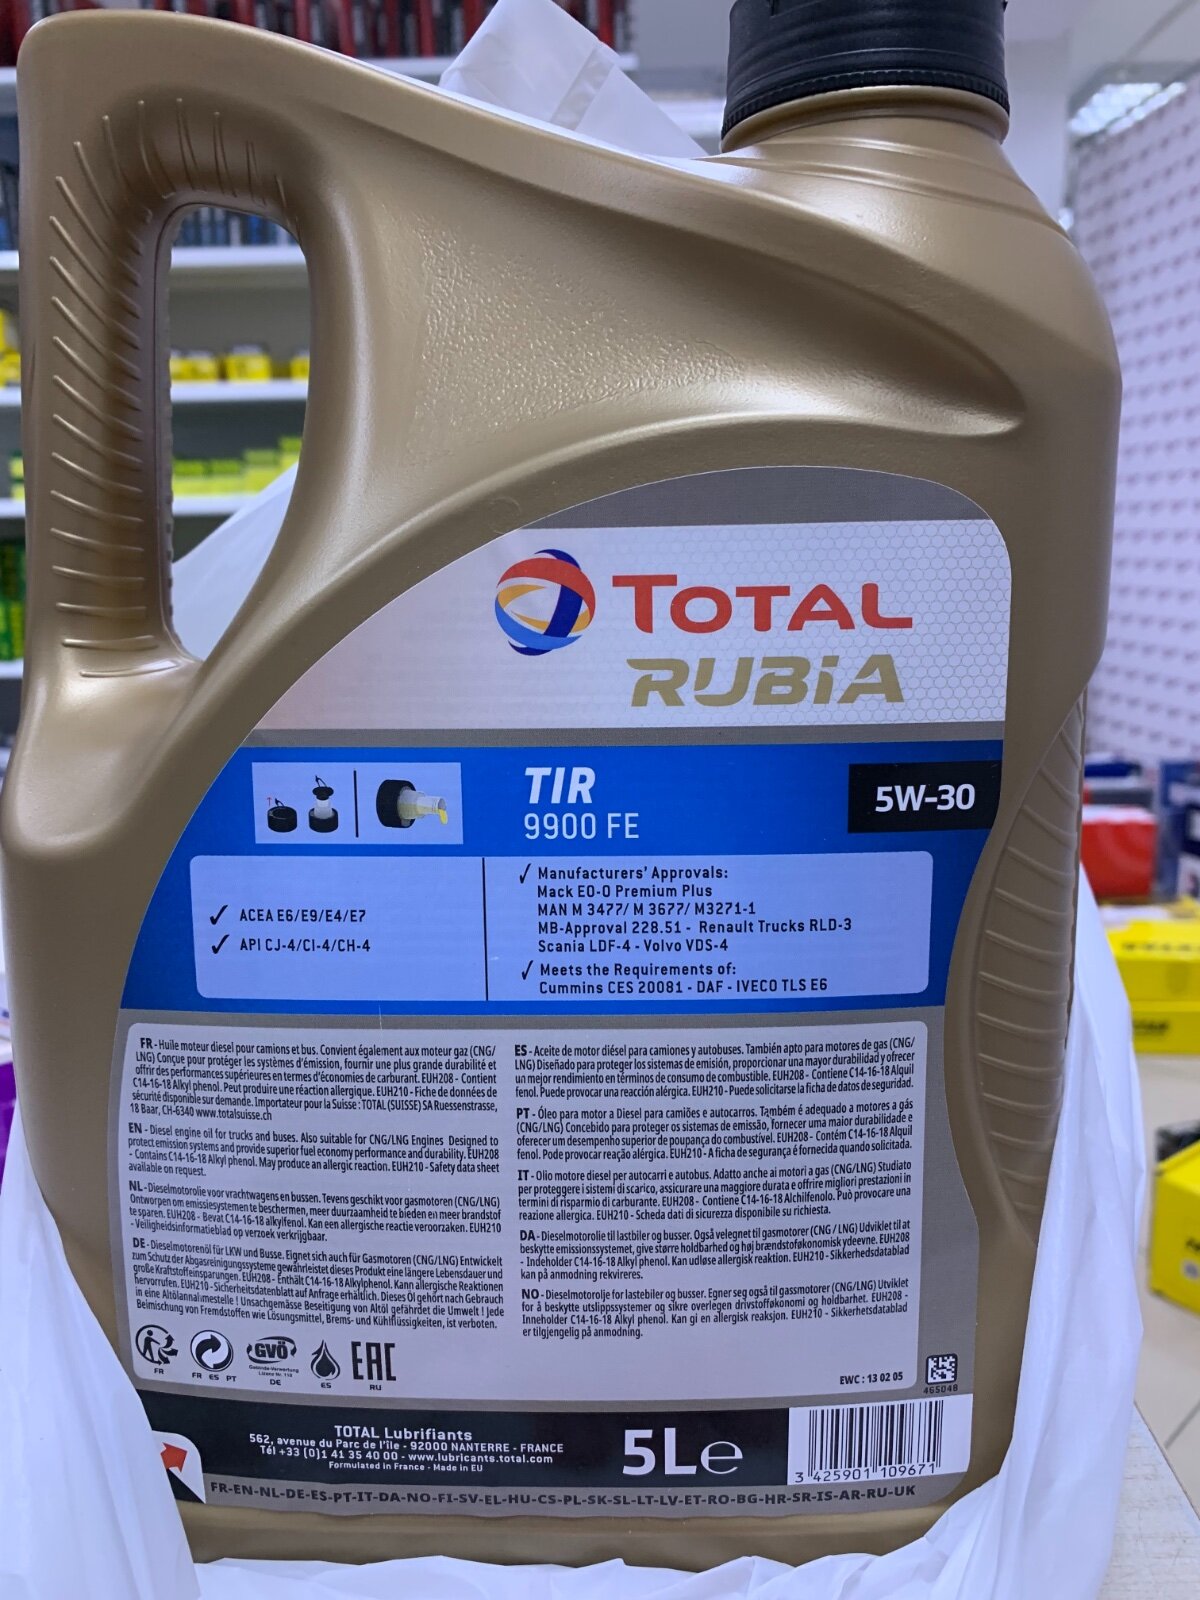 TOTAL
RUBiA
TIR
9900 FE
5W-30
✓ ACEA E6/E9/E4/E7
✓ API CJ-4/CI-4/CH-4
✓ Manufacturers' Approvals:
Mack EO-O Premium Plus
MAN M 3477/ M 3677/ M3271-1
MB-Approval 228.51 - Renault Trucks RLD-3
Scania LDF-4 - Volvo VDS-4
✓ Meets the Requirements of:
Cummins CES 20081 - DAF - IVECO TLS E6
FR - Huile moteur diesel pour camions et bus. Convient également aux moteur gaz (CNG/
LNG) Conçue pour protéger les systèmes d'émission, fournir une plus grande durabilité et
offrir des performances supérieures en termes d'économies de carburant. EUH208 - Contient
C14-16-18 Alkyl phenol. Peut produire une réaction allergique. EUH210 - Fiche de données de
sécurité disponible sur demande. Importateur pour la Suisse : TOTAL (SUISSE) SA Ruessenstrasse,
18 Baar, CH-6340 www.totalsuisse.ch
EN - Diesel engine oil for trucks and buses. Also suitable for CNG/LNG Engines Designed to
protect emission systems and provide superior fuel economy performance and durability. EUH208
- Contains C14-16-18 Alkyl phenol. May produce an allergic reaction. EUH210 - Safety data sheet
available on request.
NL - Dieselmotorolie voor vrachtwagens en bussen. Tevens geschikt voor gasmotoren (CNG/LNG)
Ontworpen om emissiesystemen te beschermen, meer duurzaamheid te bieden en meer brandstof
te sparen. EUH208 - Bevat C14-16-18 alkylfenol. Kan een allergische reactie veroorzaken. EUH210
- Veiligheidsinformatieblad op verzoek verkrijgbaar.
DE - Dieselmotorenöl für LKW und Busse. Eignet sich auch für Gasmotoren (CNG/LNG) Entwickelt
zum Schutz der Abgasreinigungssysteme gewährleistet dieses Produkt eine längere Lebensdauer und
große Kraftstoffeinsparungen. EUH208 - Enthält C14-16-18 Alkylphenol. Kann allergische Reaktionen
hervorrufen. EUH210 - Sicherheitsdatenblatt auf Anfrage erhältlich. Dieses Öl gehört nach Gebrauch
in eine Altölannahmestelle ! Unsachgemässe Beseitigung von Altöl gefährdet die Umwelt ! Jede
Beimischung von Fremdstoffen wie Lösungsmittel, Brems- und Kühlflüssigkeiten, ist verboten.
ES - Aceite de motor diésel para camiones y autobuses. También apto para motores de gas (CNG/
LNG) Diseñado para proteger los sistemas de emisión, proporcionar una mayor durabilidad y ofrecer
un mejor rendimiento en términos de consumo de combustible. EUH208 - Contiene C14-16-18 Alquil
fenol. Puede provocar una reacción alérgica. EUH210 - Puede solicitarse la ficha de datos de seguridad.
PT - Óleo para motor a Diesel para camiões e autocarros. Também é adequado a motores a gás
(CNG/LNG) Concebido para proteger os sistemas de emissão, fornecer uma maior durabilidade e
oferecer um desempenho superior de poupança do combustível. EUH208 - Contém C14-16-18 Alquil
fenol. Pode provocar reação alérgica. EUH210 - A ficha de segurança é fornecida quando solicitada.
IT - Olio motore diesel per autocarri e autobus. Adatto anche ai motori a gas (CNG/LNG) Studiato
per proteggere i sistemi di scarico, assicurare una maggiore durata e offrire migliori prestazioni in
termini di risparmio di carburante. EUH208 - Contiene C14-16-18 Alchilfenolo. Può provocare una
reazione allergica. EUH210 - Scheda dati di sicurezza disponibile su richiesta.
DA - Dieselmotorolie til lastbiler og busser. Også velegnet til gasmotorer (CNG / LNG) Udviklet til at
beskytte emissionssystemet, give større holdbarhed og høj brændstoføkonomisk ydeevne. EUH208
- Indeholder C14-16-18 Alkyl phenol. Kan udløse allergisk reaktion. EUH210 - Sikkerhedsdatablad
kan på anmodning rekvireres.
NO - Dieselmotorolje for lastebiler og busser. Egner seg også til gassmotorer (CNG/LNG) Utviklet
for å beskytte utslippssystemer og sikre overlegen drivstofføkonomi og holdbarhet. EUH208 -
Inneholder C14-16-18 Alkyl phenol. Kan gi en allergisk reaksjon. EUH210 - Sikkerhetsdatablad
er tilgjengelig på anmodning.
FR
FR ES PT
GVÖ
Gebinde-Verwertung
Lizenz Nr. 110
DE
ES
EAC
RU
EWC : 13 02 05
465048
TOTAL Lubrifiants
562, avenue du Parc de l'île - 92000 NANTERRE - FRANCE
Tél +33 (0)1 41 35 40 00 - www.lubricants.total.com
Formulated in France - Made in EU
5L e
3 425901 109671
FR-EN-NL-DE-ES-PT-IT-DA-NO-FI-SV-EL-HU-CS-PL-SK-SL-LT-LV-ET-RO-BG-HR-SR-IS-AR-RU-UK